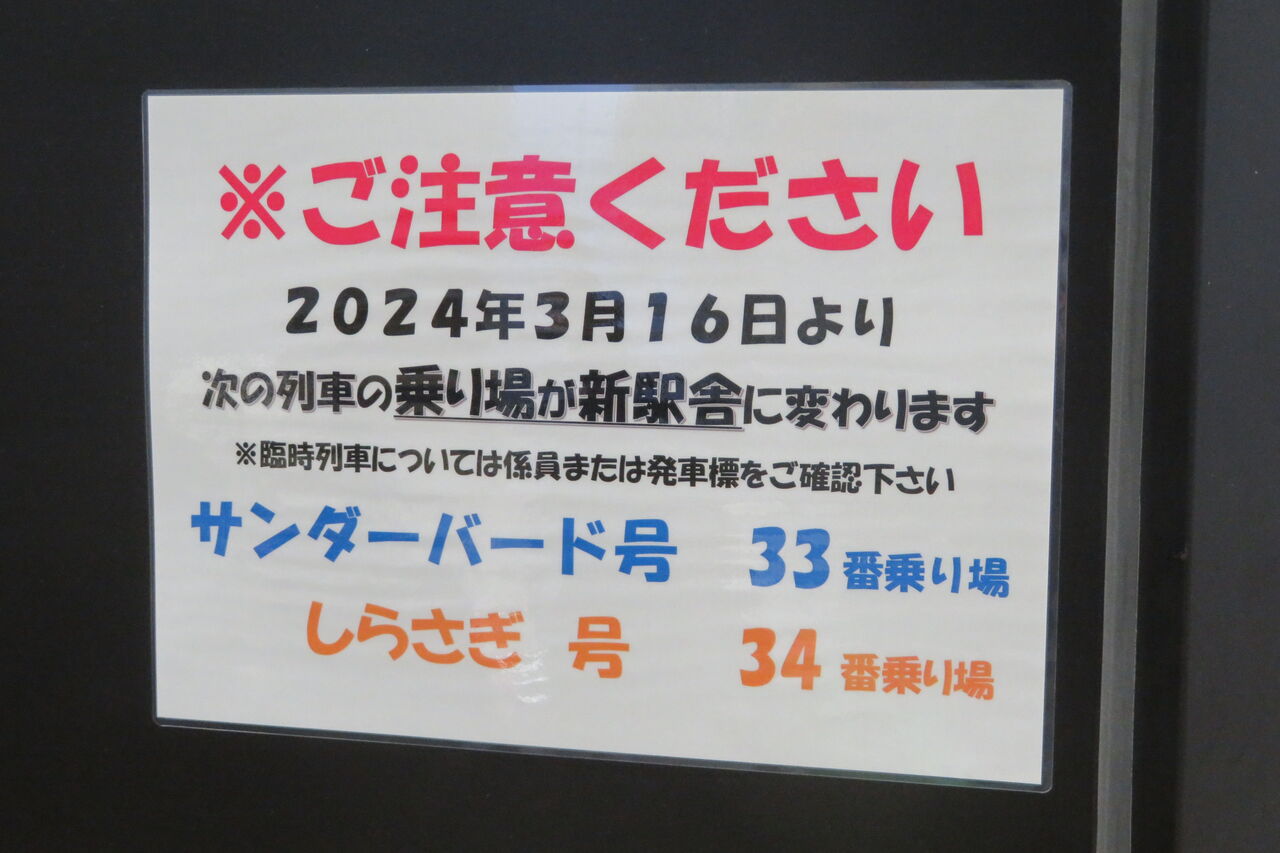 ※ご注意ください
2024年3月16日より
次の列車の乗り場が新駅舎に変わります
※臨時列車については係員または発車標をご確認下さい
サンダーバード号 33番乗り場
しらさぎ 号 34番乗り場